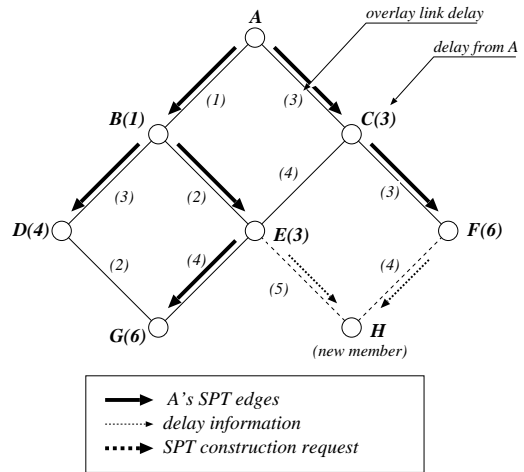 overlay link delay
A
delay from A
(1)
(3)
B(1)
C(3)
(4)
(3)
(2)
(3)
D(4)
E(3)
F(6)
(2)
(4)
(4)
(5)
G(6)
H
(new member)
A's SPT edges
delay information
SPT construction request